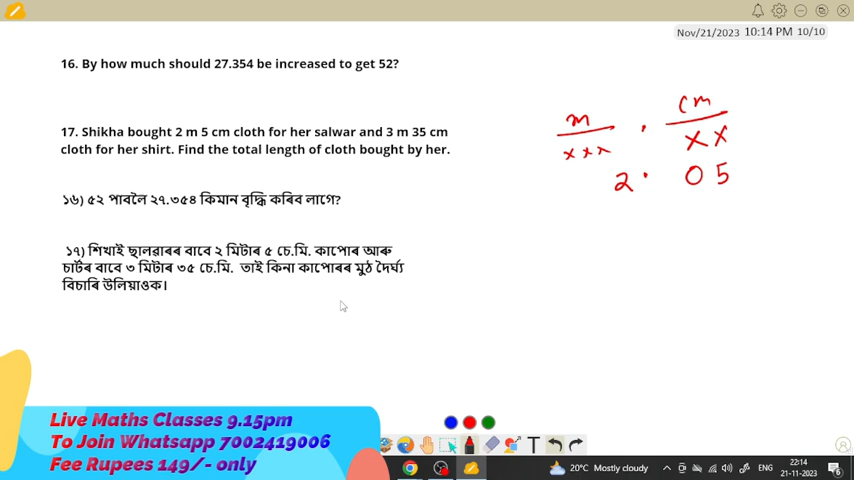 Nov/21/2023 10:14 PM 10/10
16. By how much should 27.354 be increased to get 52?
17. Shikha bought 2 m 5 cm cloth for her salwar and 3 m 35 cm
cloth for her shirt. Find the total length of cloth bought by her.
m . cm
xxx xx
2. 05
১৬) ৫২ পাবলৈ ২৭.৩৫৪ কিমান বৃদ্ধি কৰিব লাগে?
১৭) শিখাই ছালৱাৰৰ বাবে ২ মিটাৰ ৫ চে.মি. কাপোৰ আৰু
চাৰ্টৰ বাবে ৩ মিটাৰ ৩৫ চে.মি. তাই কিনা কাপোৰৰ মুঠ দৈৰ্ঘ্য
বিচাৰি উলিয়াওক।
Live Maths Classes 9.15pm
To Join Whatsapp 7002419006
Fee Rupees 149/- only
T
20°C Mostly cloudy
ENG
22:14
21-11-2023
6